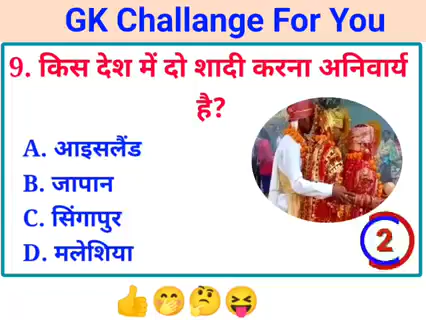 GK Challange For You
9. किस देश में दो शादी करना अनिवार्य
है?
A. आइसलैंड
B. जापान
C. सिंगापुर
D. मलेशिया
2